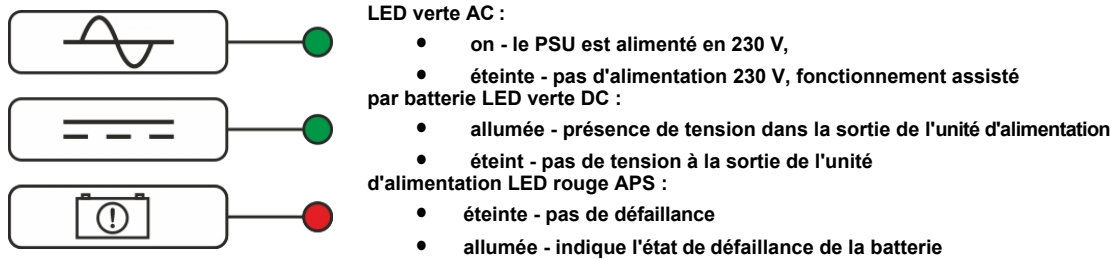 LED verte AC :
• on - le PSU est alimenté en 230 V,
• éteinte - pas d'alimentation 230 V, fonctionnement assisté
par batterie LED verte DC :
• allumée - présence de tension dans la sortie de l'unité d'alimentation
• éteint - pas de tension à la sortie de l'unité
d'alimentation LED rouge APS :
• éteinte - pas de défaillance
• allumée - indique l'état de défaillance de la batterie